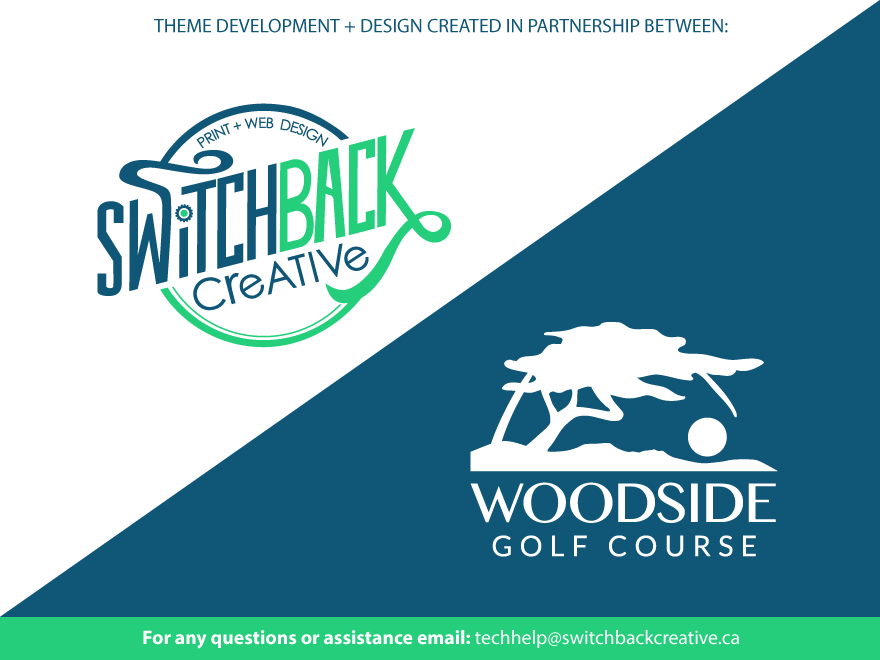 THEME DEVELOPMENT + DESIGN CREATED IN PARTNERSHIP BETWEEN:
PRINT + WEB DESIGN
SWiTCHBACK
CreATIVe
WOODSIDE
GOLF COURSE
For any questions or assistance email: techhelp@switchbackcreative.ca